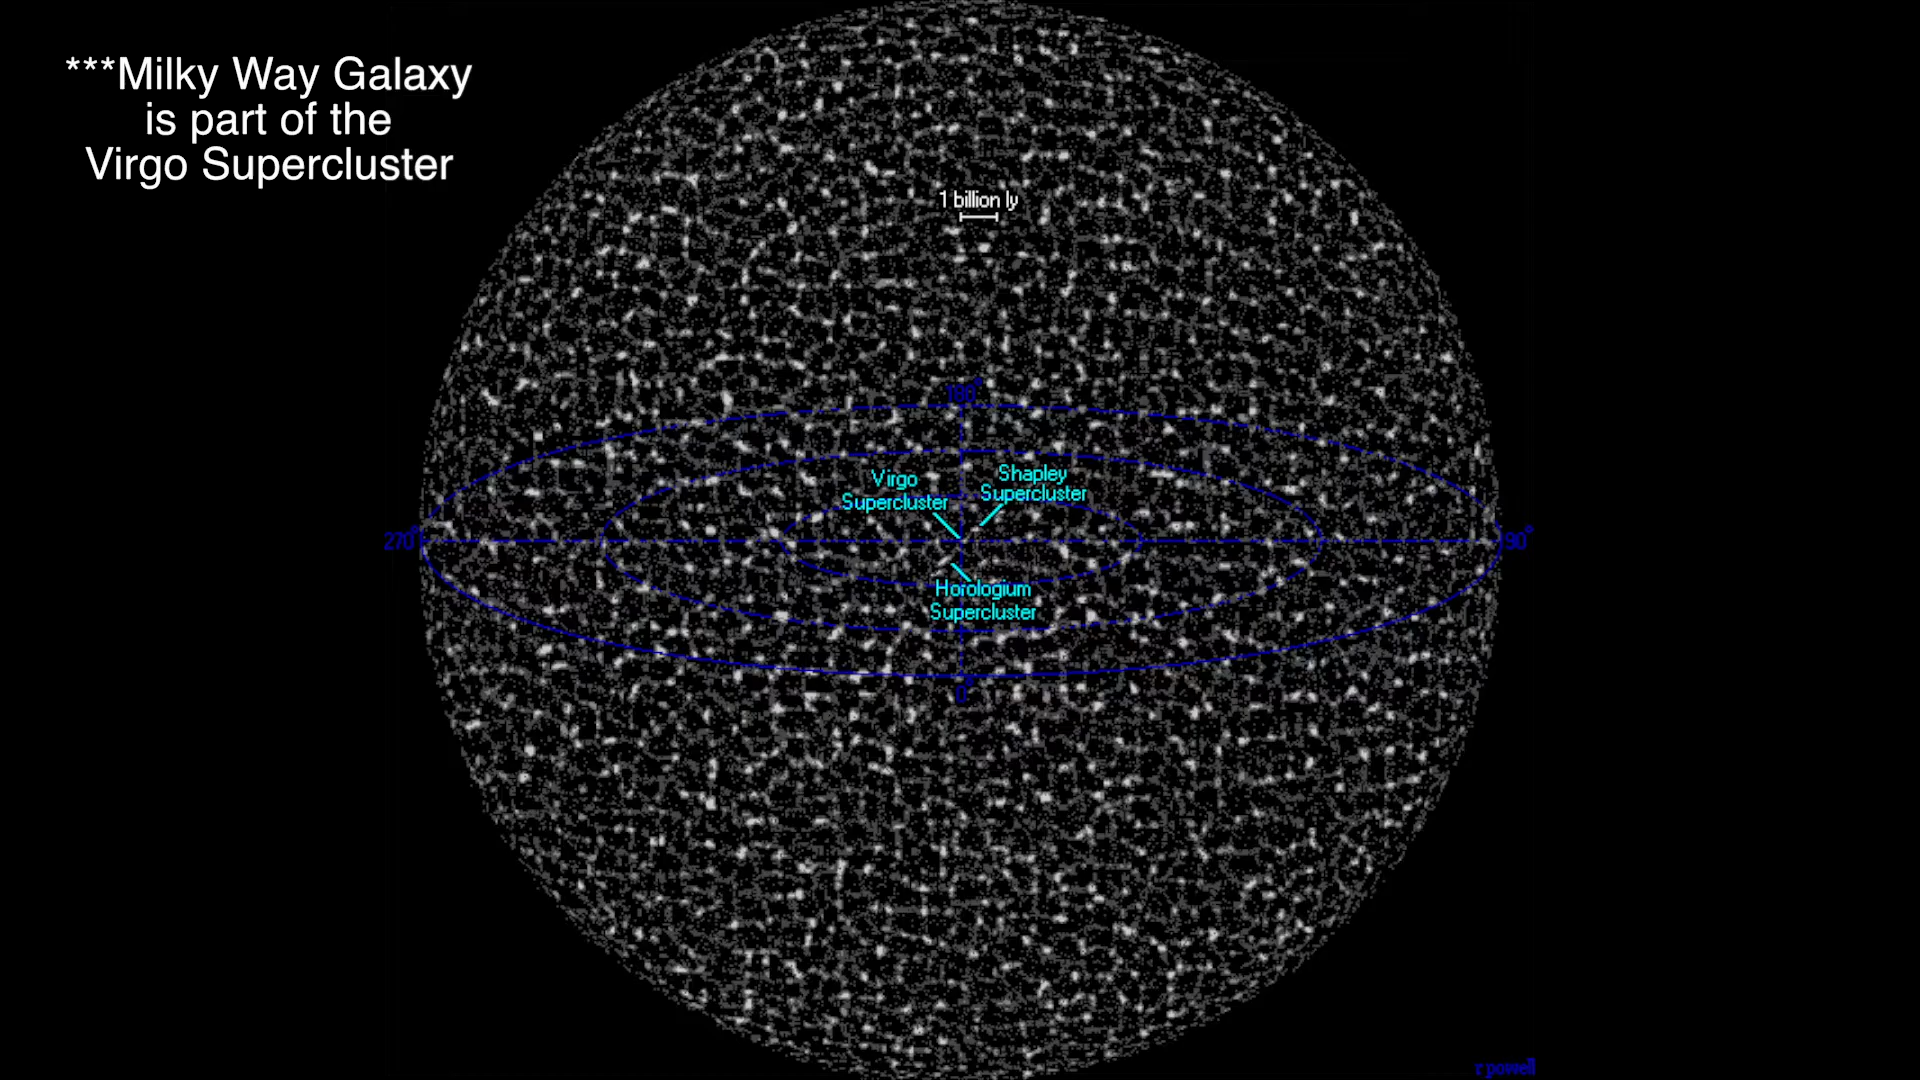 ***Milky Way Galaxy
is part of the
Virgo Supercluster
1 billion ly
180°
Virgo
Supercluster
Shapley
Supercluster
270°
90°
Horologium
Supercluster
0°
r powell